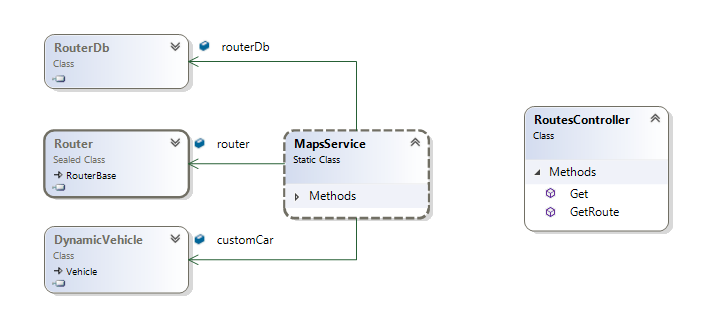 RouterDb
Class
routerDb
Router
Sealed Class
RouterBase
router
DynamicVehicle
Class
Vehicle
customCar
MapsService
Static Class
Methods
RoutesController
Class
Methods
Get
GetRoute